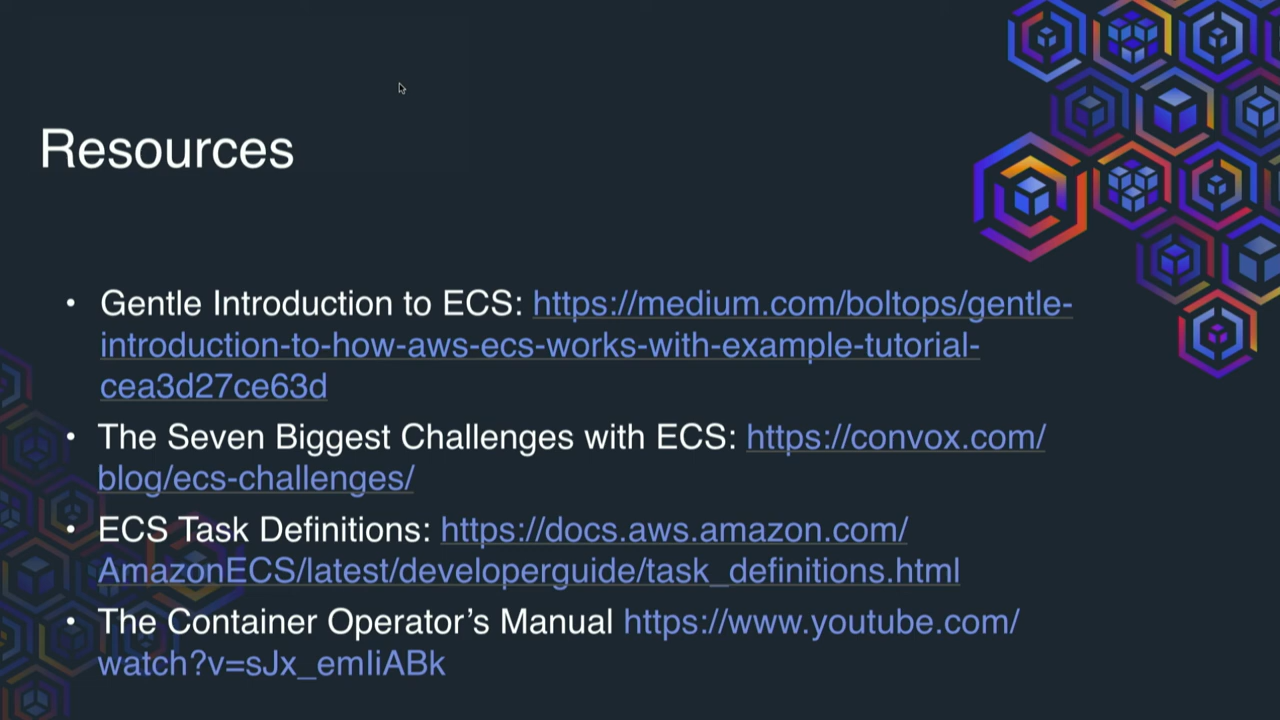 Resources
• Gentle Introduction to ECS: https://medium.com/boltops/gentle-
introduction-to-how-aws-ecs-works-with-example-tutorial-
cea3d27ce63d
• The Seven Biggest Challenges with ECS: https://convox.com/
blog/ecs-challenges/
• ECS Task Definitions: https://docs.aws.amazon.com/
AmazonECS/latest/developerguide/task_definitions.html
• The Container Operator’s Manual https://www.youtube.com/
watch?v=sJx_emIiABk